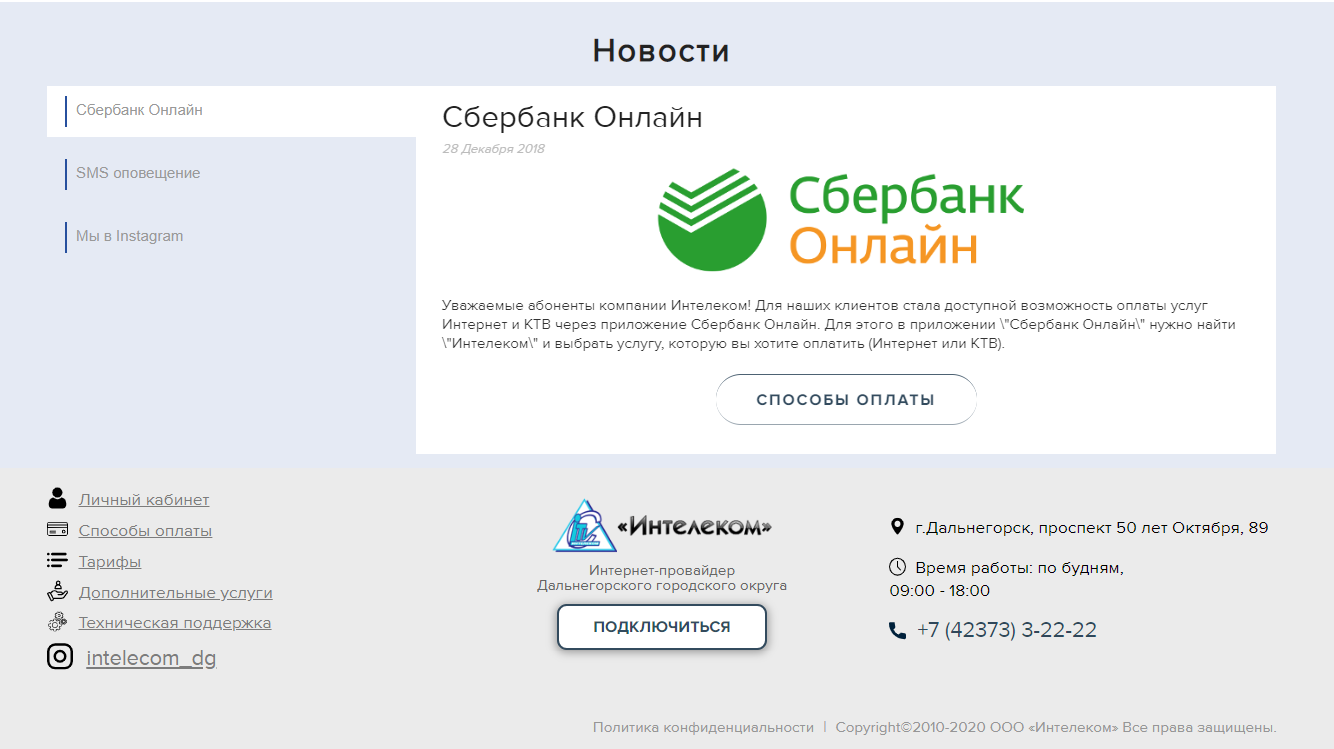 Новости
Сбербанк Онлайн
SMS оповещение
Мы в Instagram
Сбербанк Онлайн
28 Декабря 2018
Сбербанк
Онлайн
Уважаемые абоненты компании Интелеком! Для наших клиентов стала доступной возможность оплаты услуг
Интернет и КТВ через приложение Сбербанк Онлайн. Для этого в приложении \"Сбербанк Онлайн\" нужно найти
\"Интелеком\" и выбрать услугу, которую вы хотите оплатить (Интернет или КТВ).
СПОСОБЫ ОПЛАТЫ
Личный кабинет
Способы оплаты
Тарифы
Дополнительные услуги
Техническая поддержка
intelecom_dg
«Интелеком»
Интернет-провайдер
Дальнегорского городского округа
ПОДКЛЮЧИТЬСЯ
г.Дальнегорск, проспект 50 лет Октября, 89
Время работы: по будням,
09:00 - 18:00
+7 (42373) 3-22-22
Политика конфиденциальности | Copyright©2010-2020 ООО «Интелеком» Все права защищены.